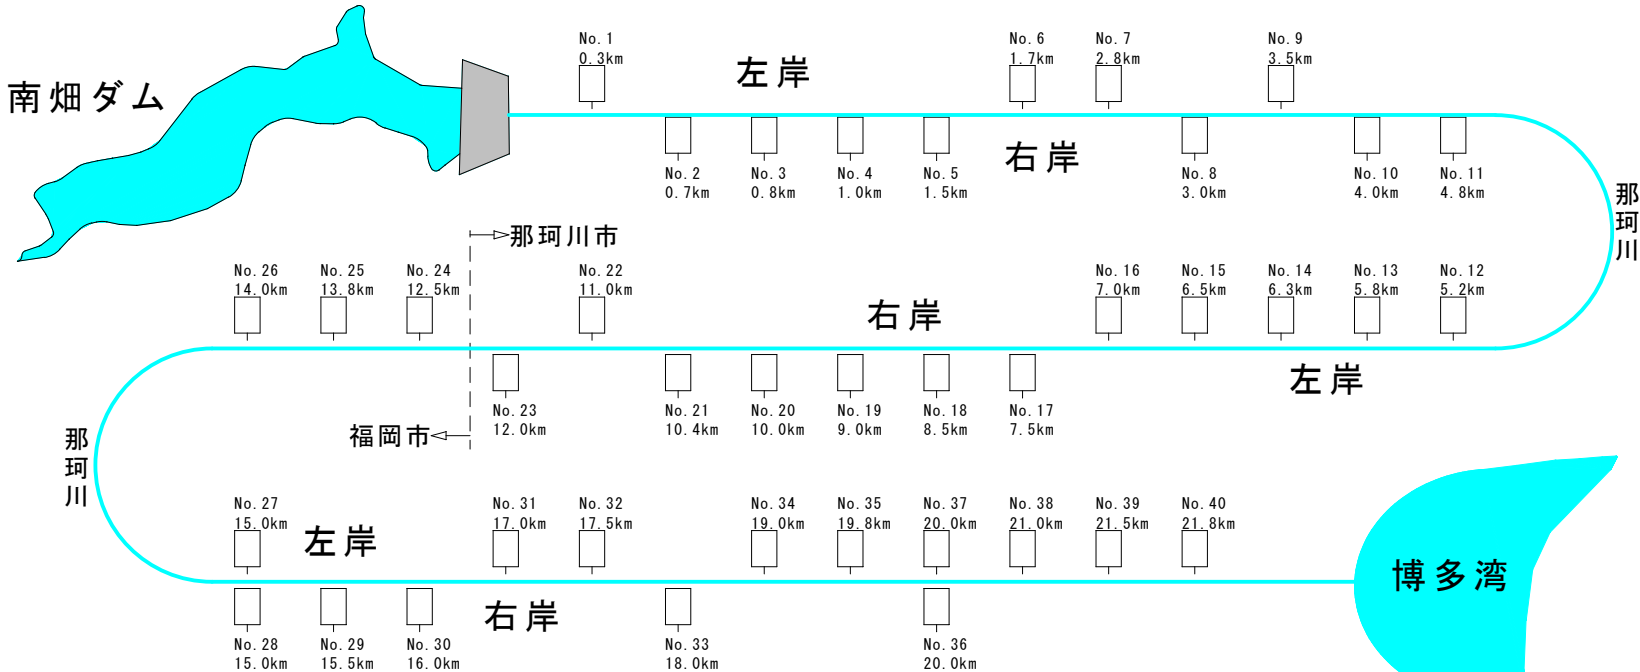 南畑ダム
No.1
0.3km
左岸
No.6
1.7km
No.7
2.8km
No.9
3.5km
No.2
0.7km
No.3
0.8km
No.4
1.0km
No.5
1.5km
右岸
No.8
3.0km
No.10
4.0km
No.11
4.8km
那珂川
那珂川市
No.26
14.0km
No.25
13.8km
No.24
12.5km
No.22
11.0km
右岸
No.16
7.0km
No.15
6.5km
No.14
6.3km
No.13
5.8km
No.12
5.2km
左岸
福岡市
No.23
12.0km
No.21
10.4km
No.20
10.0km
No.19
9.0km
No.18
8.5km
No.17
7.5km
那珂川
No.27
15.0km
左岸
No.31
17.0km
No.32
17.5km
No.34
19.0km
No.35
19.8km
No.37
20.0km
No.38
21.0km
No.39
21.5km
No.40
21.8km
博多湾
No.28
15.0km
No.29
15.5km
No.30
16.0km
右岸
No.33
18.0km
No.36
20.0km